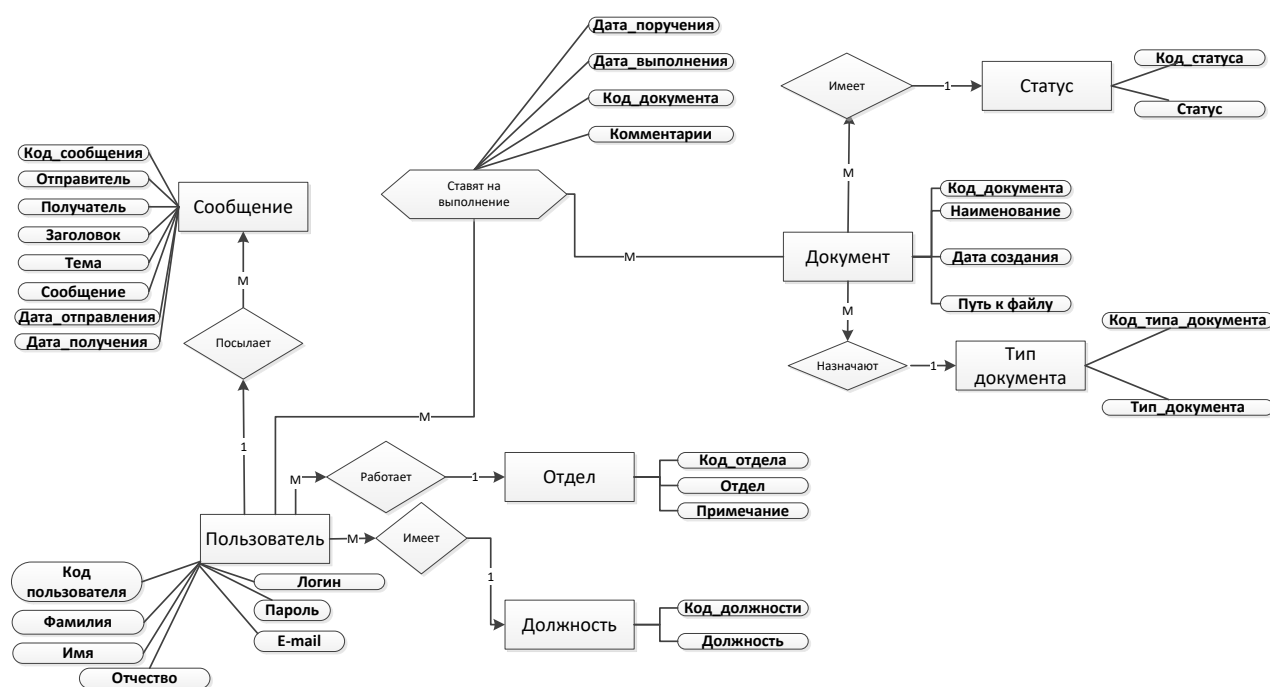 Дата_поручения
Дата_выполнения
Код_документа
Комментарии
Ставят на
выполнение
Имеет
1
Статус
Код_статуса
Статус
М
Код_сообщения
Отправитель
Получатель
Заголовок
Тема
Сообщение
Дата_отправления
Дата_получения
Сообщение
М
Посылает
1
М
Документ
Код_документа
Наименование
Дата создания
Путь к файлу
М
Назначают
1
Тип
документа
Код_типа_документа
Тип_документа
М
М
Работает
1
Отдел
Код_отдела
Отдел
Примечание
Пользователь
М
Имеет
1
Должность
Код_должности
Должность
Код
пользователя
Фамилия
Имя
Отчество
Логин
Пароль
E-mail